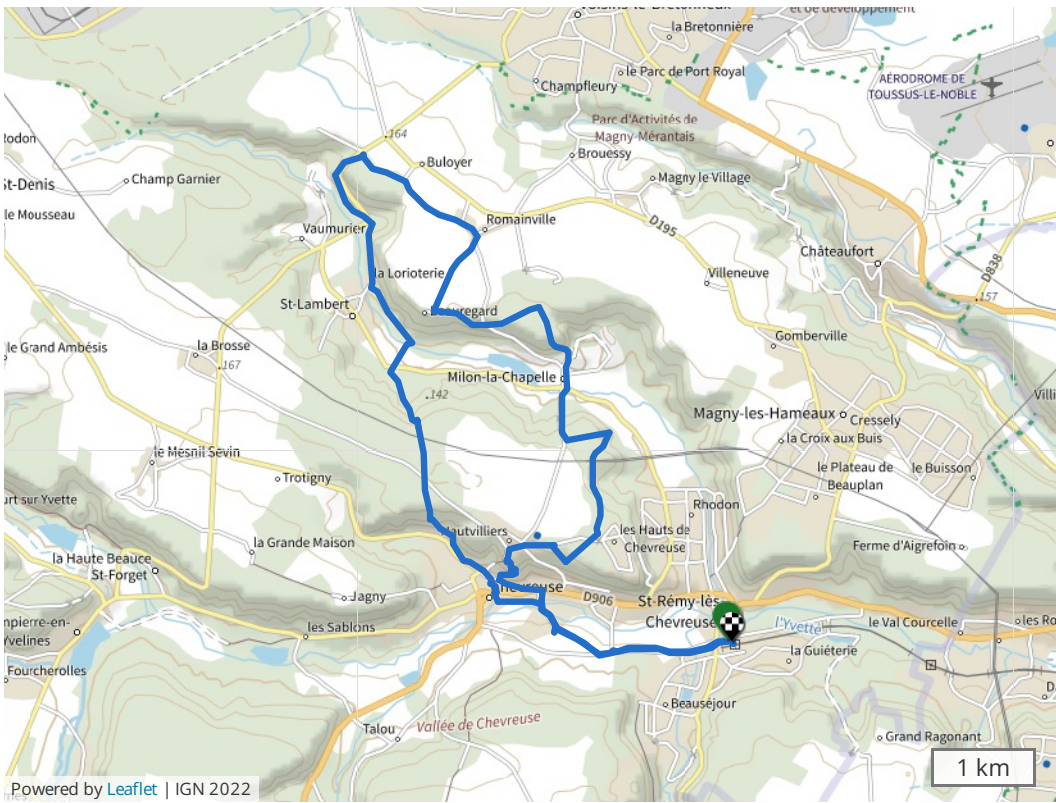 la Bretonnière
et de développement
le Parc de Port Royal
Champfleury
AÉRODROME DE
TOUSSUS-LE-NOBLE
Parc d'Activités de
Magny-Mérantais
164
Brouessy
Buloyer
St-Denis
Champ Garnier
Magny le Village
le Mousseau
Romainville
D195
Vaumurier
Châteaufort
la Lorioterie
Villeneuve
D838
St-Lambert
157
Gomberville
le Grand Ambésis
la Brosse
167
Milon-la-Chapelle
142
Magny-les-Hameaux
Cressely
la Croix aux Buis
le Mesnil Sevin
le Plateau de
Beauplan
le Buisson
Trotigny
Rhodon
les Hauts de
Chevreuse
la Grande Maison
Ferme d'Aigrefoin
la Haute Beauce
St-Forget
D906
St-Rémy-lès-
Chevreuse
Jagny
l'Yvette
le Val Courcelle
les Sablons
la Guiéterie
Fourcherolles
Beauséjour
Talou
Vallée de Chevreuse
Grand Ragonant
1 km
Powered by Leaflet | IGN 2022